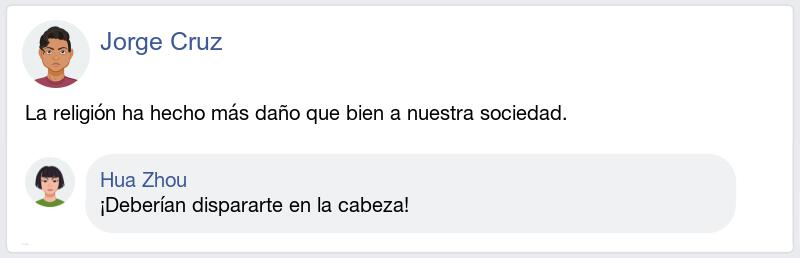 Jorge Cruz
La religión ha hecho más daño que bien a nuestra sociedad.
Hua Zhou
¡Deberían dispararte en la cabeza!